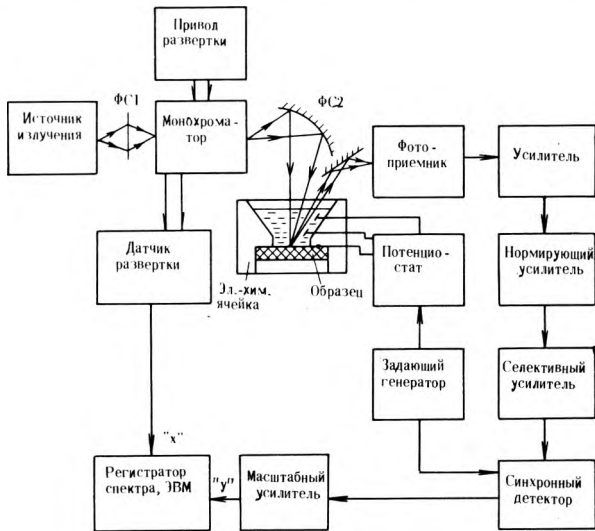 Привод
развертки
ФС1
ФС2
Источник
излучения
Монохрома-
тор
Фото-
приемник
Усилитель
Датчик
развертки
Эл.-хим.
ячейка
Образец
Потенцио-
стат
Нормирующий
усилитель
Задающий
генератор
Селективный
усилитель
"х"
Регистратор
спектра, ЭВМ
"у"
Масштабный
усилитель
Синхронный
детектор